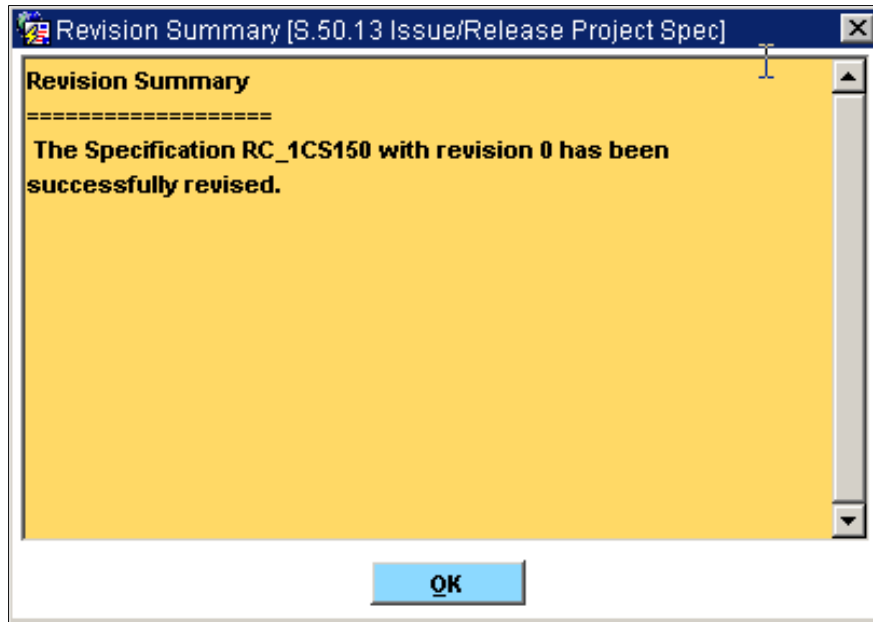 Revision Summary [S.50.13 Issue/Release Project Spec]
Revision Summary
===================
The Specification RC_1CS150 with revision 0 has been
successfully revised.
OK